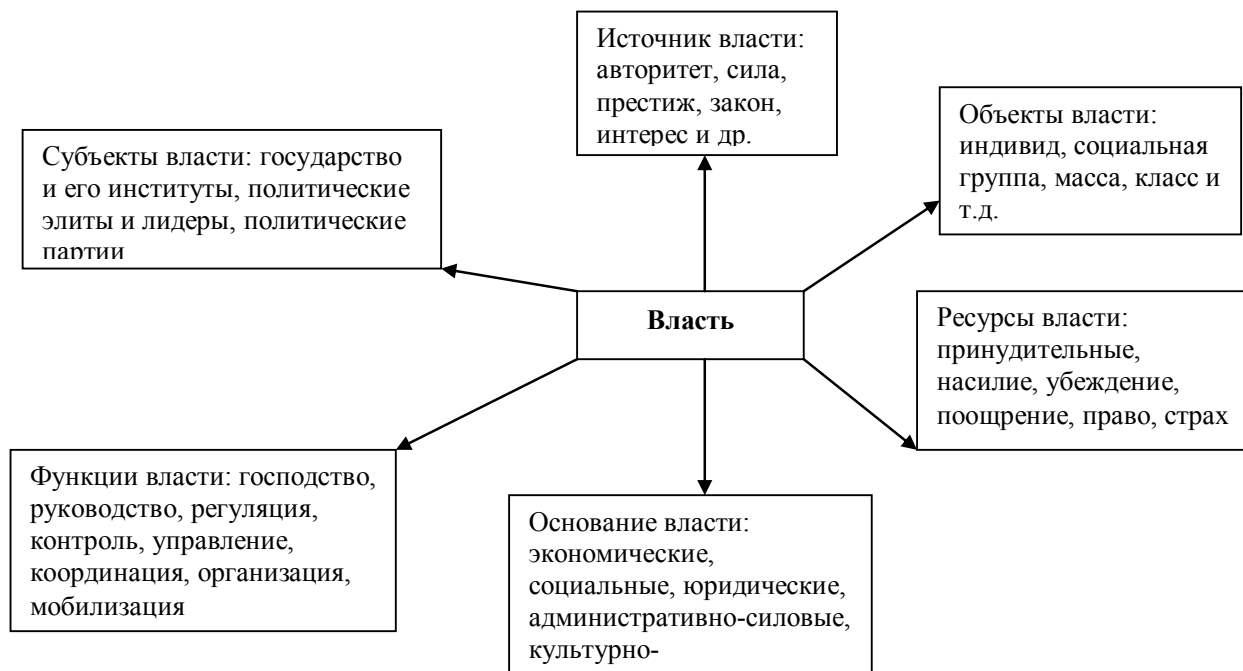 Источник власти:
авторитет, сила,
престиж, закон,
интерес и др.
Объекты власти:
индивид, социальная
группа, масса, класс и
т.д.
Субъекты власти: государство
и его институты, политические
элиты и лидеры, политические
партии
Власть
Ресурсы власти:
принудительные,
насилие, убеждение,
поощрение, право, страх
Функции власти: господство,
руководство, регуляция,
контроль, управление,
координация, организация,
мобилизация
Основание власти:
экономические,
социальные, юридические,
административно-силовые,
культурно-